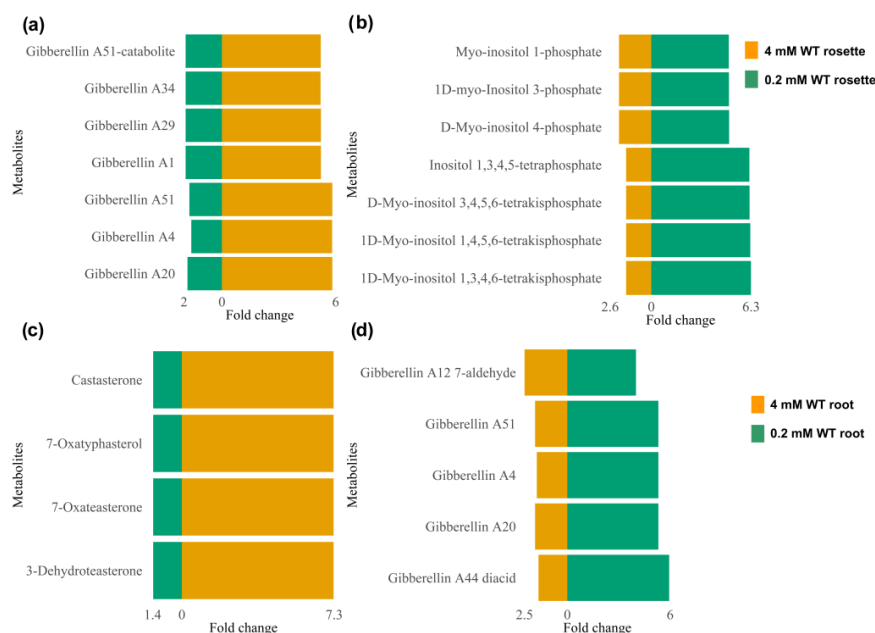 (a)
Metabolites
Gibberellin A51-catabolite
Gibberellin A34
Gibberellin A29
Gibberellin A1
Gibberellin A51
Gibberellin A4
Gibberellin A20
2 0 6
Fold change
(b)
Metabolites
Myo-inositol 1-phosphate
1D-myo-Inositol 3-phosphate
D-Myo-inositol 4-phosphate
Inositol 1,3,4,5-tetraphosphate
D-Myo-inositol 3,4,5,6-tetrakisphosphate
1D-Myo-inositol 1,4,5,6-tetrakisphosphate
1D-Myo-inositol 1,3,4,6-tetrakisphosphate
2.6 0 6.3
Fold change
4 mM WT rosette
0.2 mM WT rosette
(c)
Metabolites
Castasterone
7-Oxatyphasterol
7-Oxateasterone
3-Dehydroteasterone
1.4 0 7.3
Fold change
(d)
Metabolites
Gibberellin A12 7-aldehyde
Gibberellin A51
Gibberellin A4
Gibberellin A20
Gibberellin A44 diacid
2.5 0 6
Fold change
4 mM WT root
0.2 mM WT root